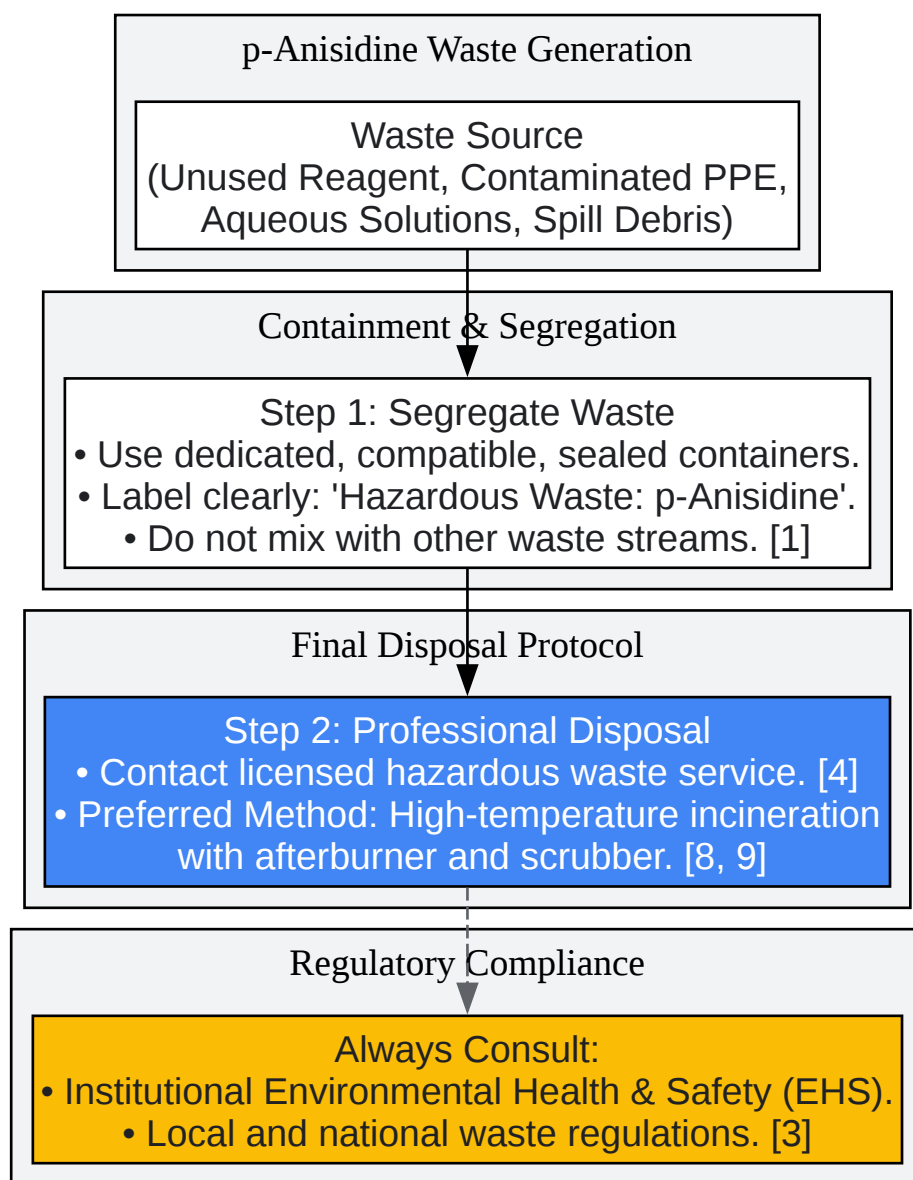 p-Anisidine Waste Generation
Waste Source
(Unused Reagent, Contaminated PPE,
Aqueous Solutions, Spill Debris)
Containment & Segregation
Step 1: Segregate Waste
• Use dedicated, compatible, sealed containers.
• Label clearly: 'Hazardous Waste: p-Anisidine'.
• Do not mix with other waste streams. [1]
Final Disposal Protocol
Step 2: Professional Disposal
• Contact licensed hazardous waste service. [4]
• Preferred Method: High-temperature incineration
with afterburner and scrubber. [8, 9]
Regulatory Compliance
Always Consult:
• Institutional Environmental Health & Safety (EHS).
• Local and national waste regulations. [3]